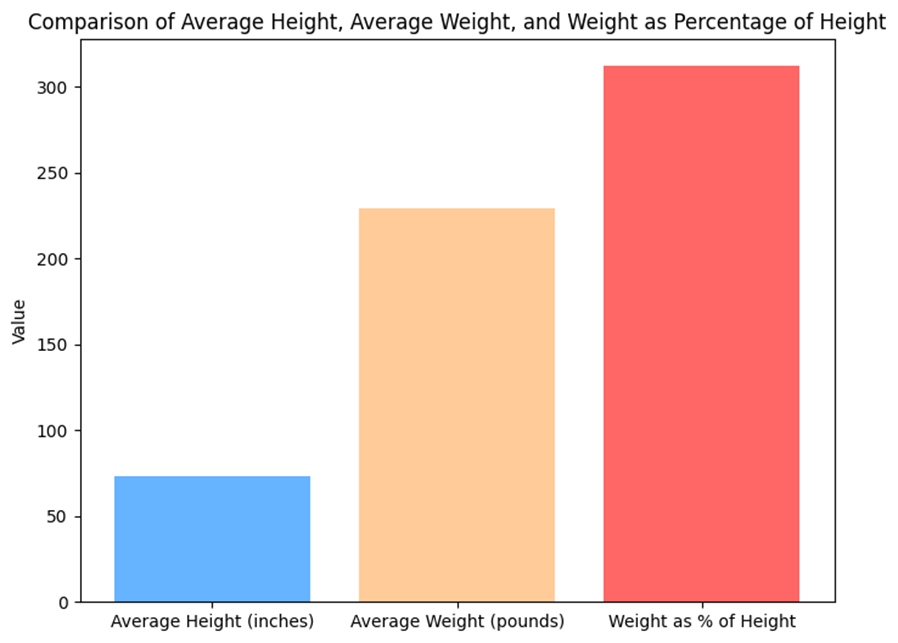 Comparison of Average Height, Average Weight, and Weight as Percentage of Height
300
250
200
150
100
50
0
Value
Average Height (inches)
Average Weight (pounds)
Weight as % of Height